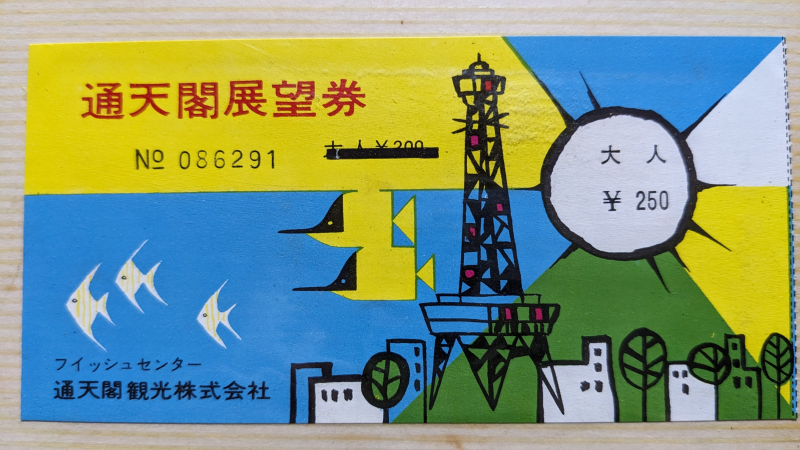 通天閣展望券
№ 086291
大人￥200
大人
￥ 250
フイッシュセンター
通天閣観光株式会社